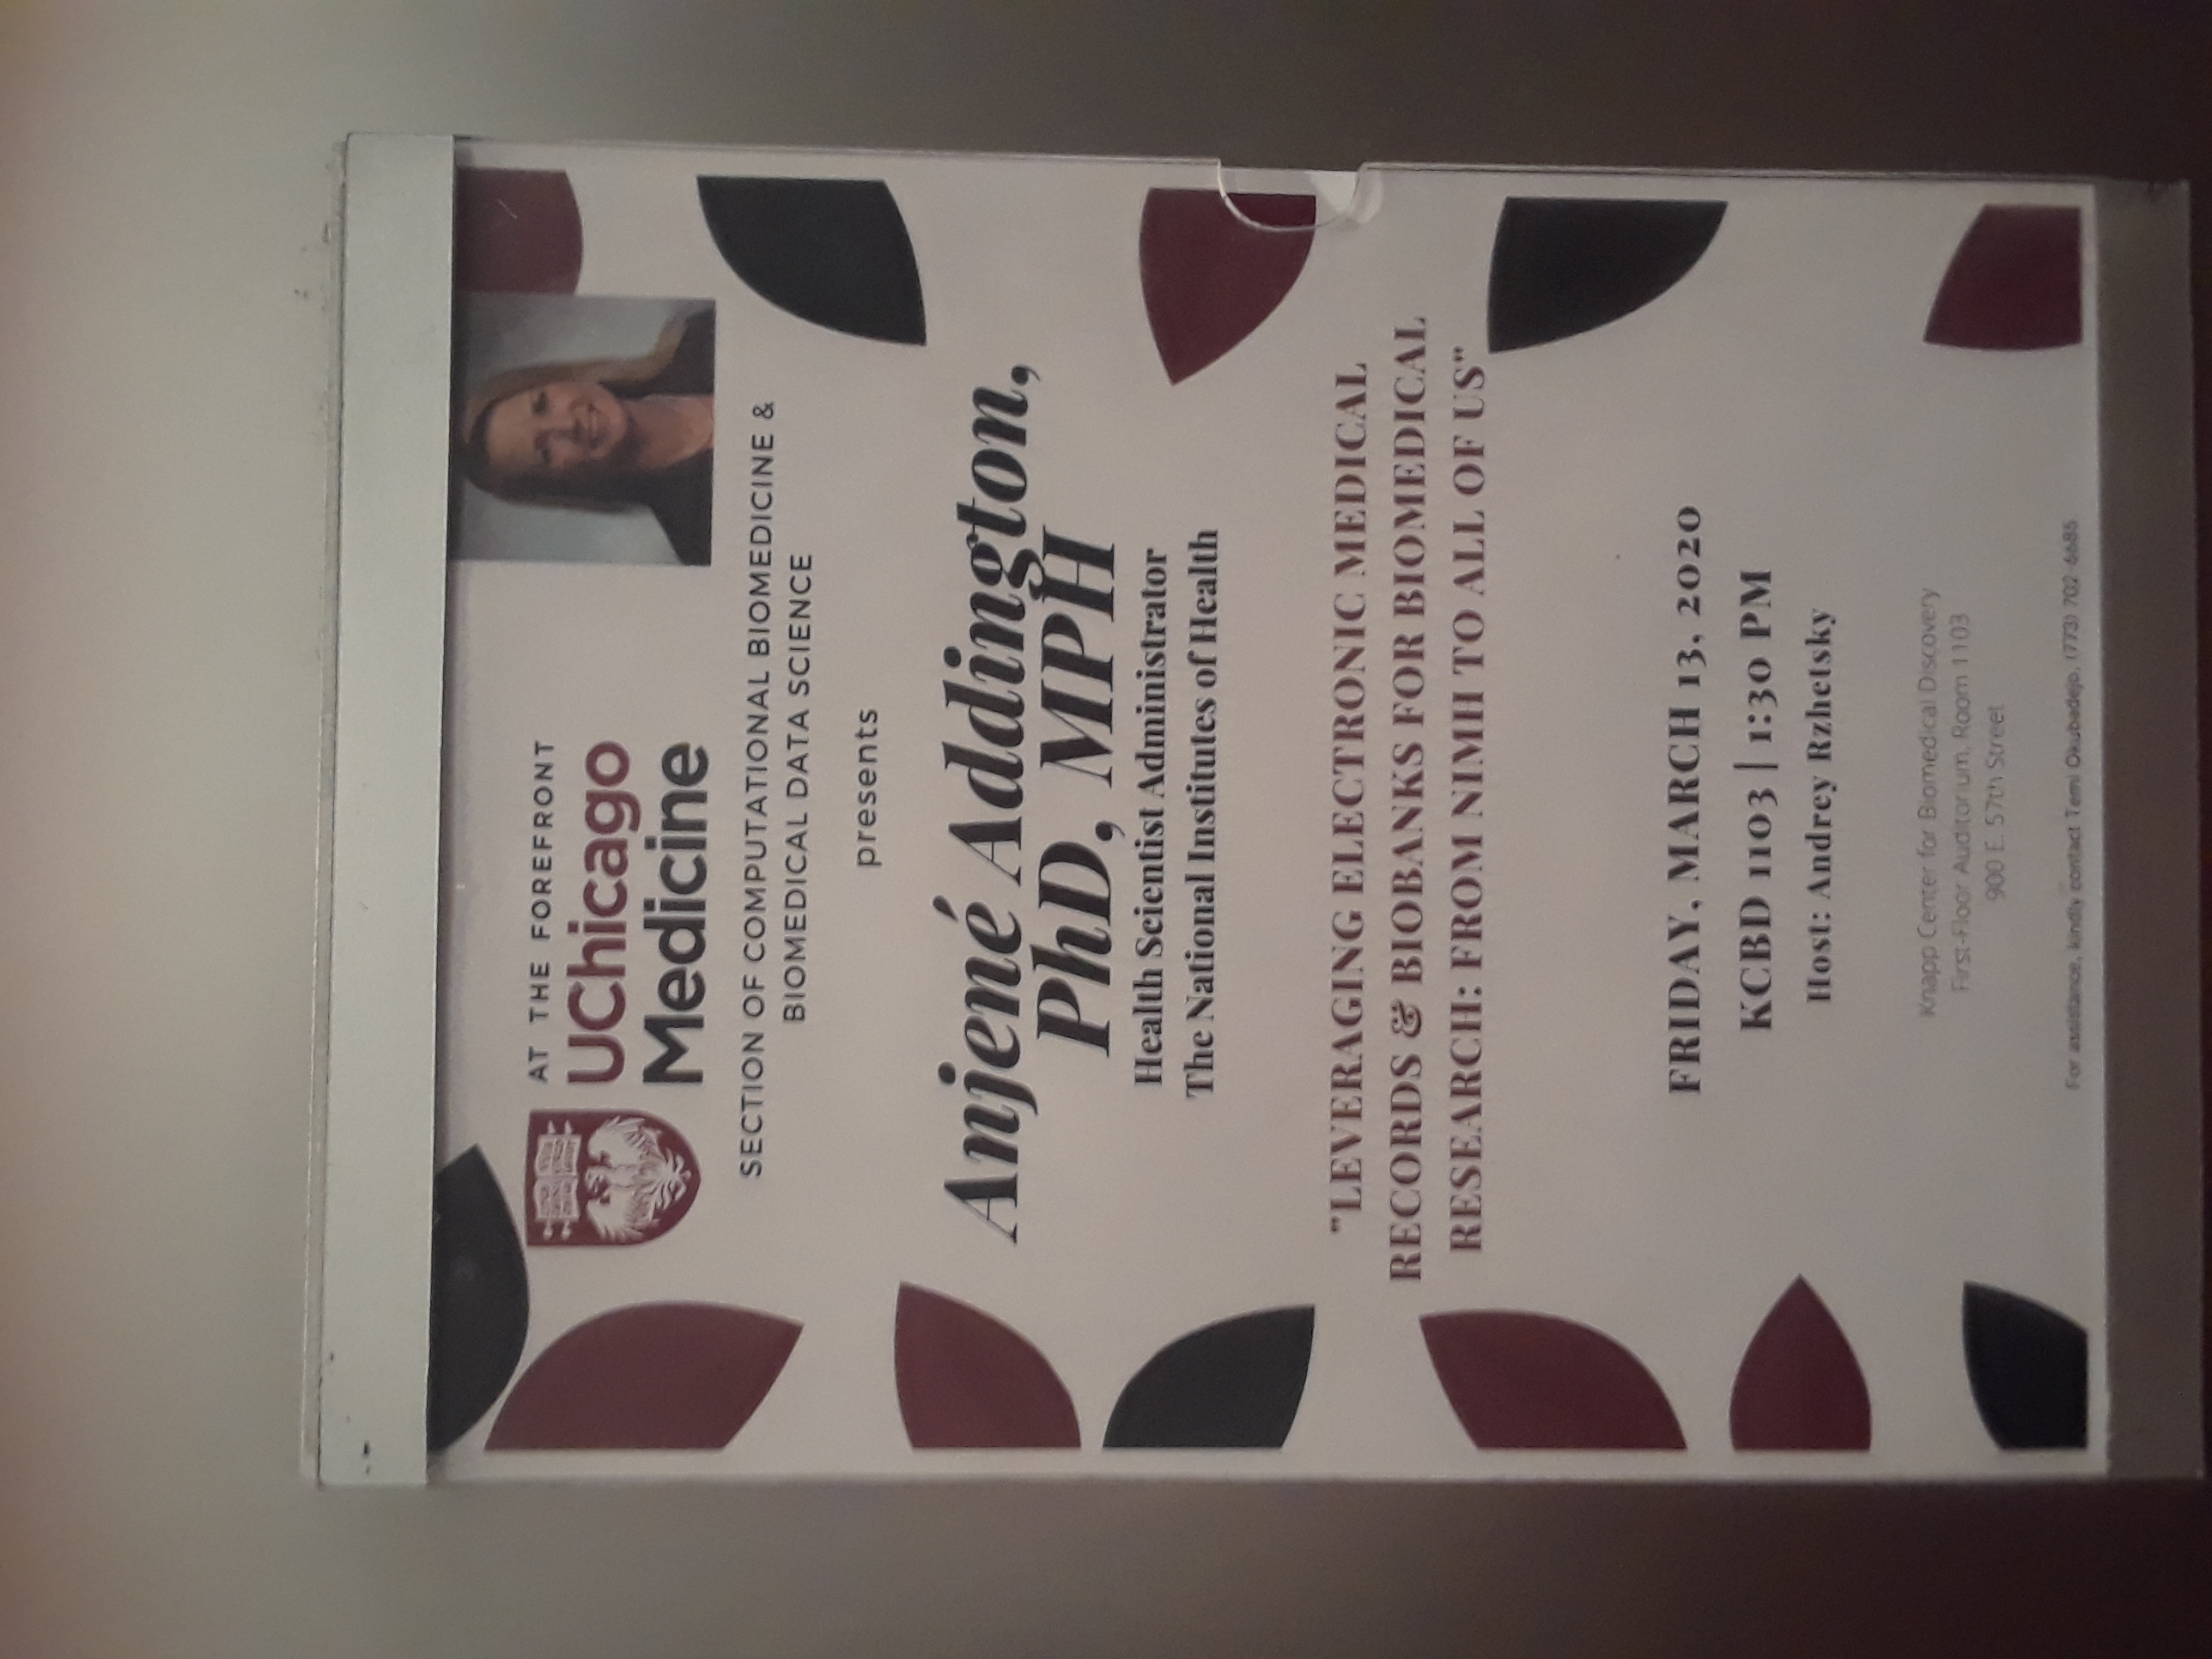 AT THE FOREFRONT
UChicago
Medicine
SECTION OF COMPUTATIONAL BIOMEDICINE &
BIOMEDICAL DATA SCIENCE
presents
Anjené Addington,
PhD, MPH
Health Scientist Administrator
The National Institutes of Health
"LEVERAGING ELECTRONIC MEDICAL
RECORDS & BIOBANKS FOR BIOMEDICAL
RESEARCH: FROM NIMH TO ALL OF US"
FRIDAY, MARCH 13, 2020
KCBD 1103 | 1:30 PM
Host: Andrey Rzhetsky
Knapp Center for Biomedical Discovery
First-Floor Auditorium, Room 1103
900 E. 57th Street
For assistance, kindly contact Temi Okubadejo, (773) 702-6685